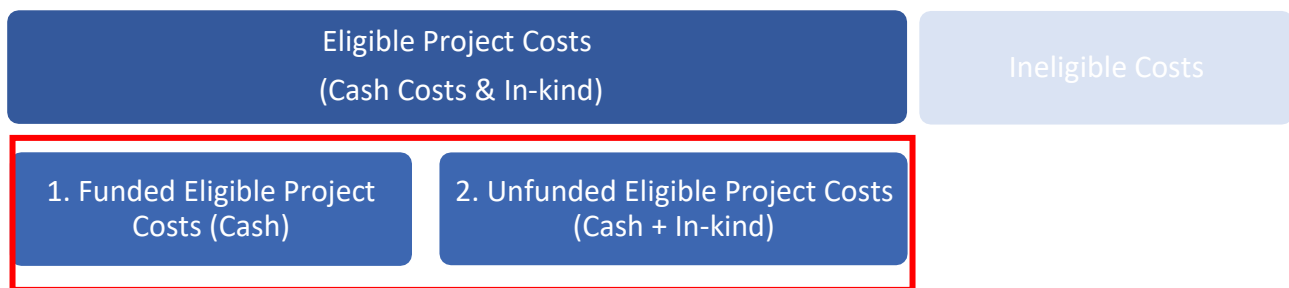 Eligible Project Costs
(Cash Costs & In-kind)
Ineligible Costs
1. Funded Eligible Project
Costs (Cash)
2. Unfunded Eligible Project Costs
(Cash + In-kind)